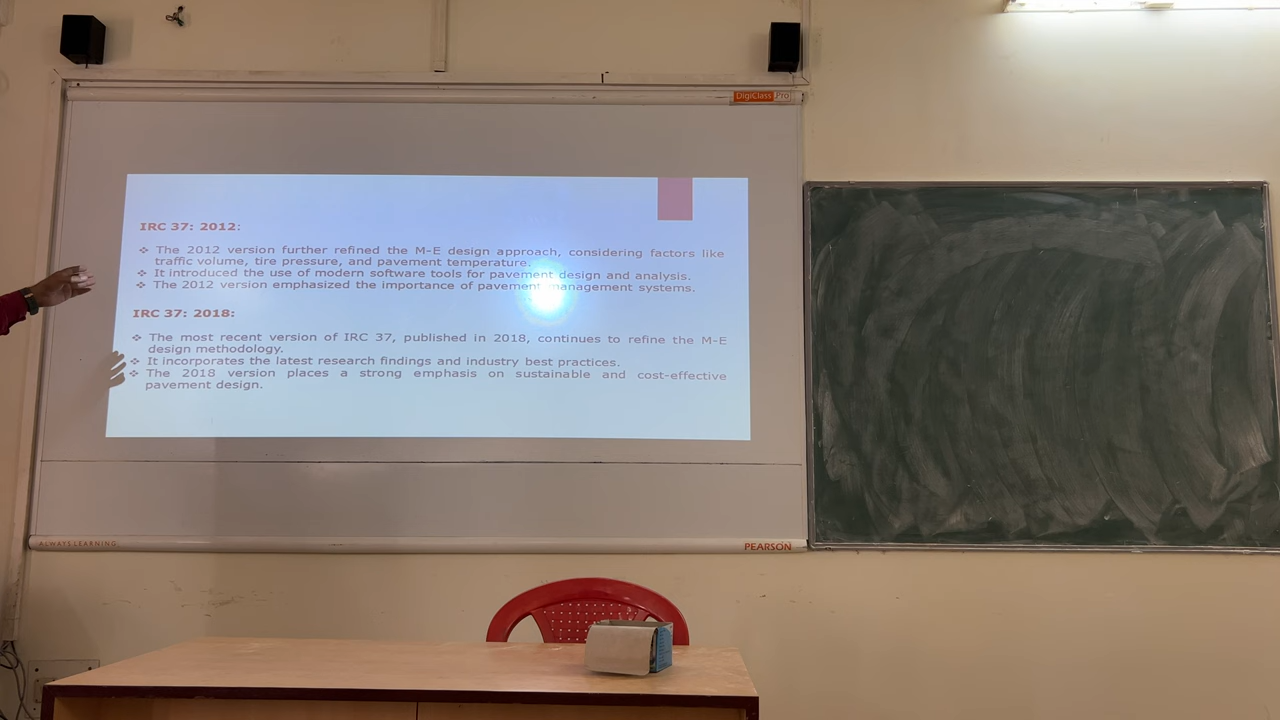 DigiClass Pro
IRC 37: 2012:
❖ The 2012 version further refined the M-E design approach, considering factors like
traffic volume, tire pressure, and pavement temperature.
❖ It introduced the use of modern software tools for pavement design and analysis.
❖ The 2012 version emphasized the importance of pavement management systems.
IRC 37: 2018:
❖ The most recent version of IRC 37, published in 2018, continues to refine the M-E
design methodology.
❖ It incorporates the latest research findings and industry best practices.
❖ The 2018 version places a strong emphasis on sustainable and cost-effective
pavement design.
ALWAYS LEARNING
PEARSON